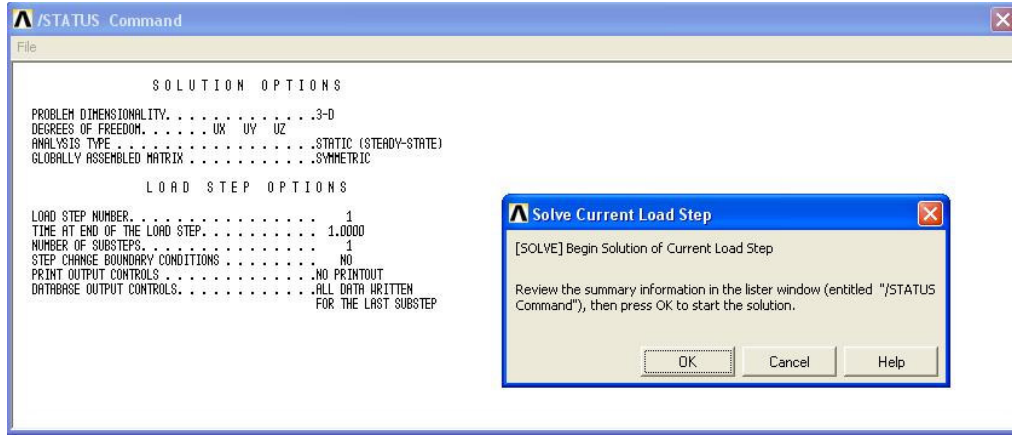 /STATUS Command
File
SOLUTION OPTIONS
PROBLEM DIMENSIONALITY. . . . . . . . . . . . .3-D
DEGREES OF FREEDOM. . . . . . UX UY UZ
ANALYSIS TYPE . . . . . . . . . . . . . . . . .STATIC (STEADY-STATE)
GLOBALLY ASSEMBLED MATRIX . . . . . . . . . . .SYMMETRIC
LOAD STEP OPTIONS
LOAD STEP NUMBER. . . . . . . . . . . . . . . . 1
TIME AT END OF THE LOAD STEP. . . . . . . . . . 1.0000
NUMBER OF SUBSTEPS. . . . . . . . . . . . . . . 1
STEP CHANGE BOUNDARY CONDITIONS . . . . . . . . NO
PRINT OUTPUT CONTROLS . . . . . . . . . . . . .NO PRINTOUT
DATABASE OUTPUT CONTROLS. . . . . . . . . . . .ALL DATA WRITTEN
FOR THE LAST SUBSTEP
Solve Current Load Step
[SOLVE] Begin Solution of Current Load Step
Review the summary information in the lister window (entitled "/STATUS
Command"), then press OK to start the solution.
OK Cancel Help